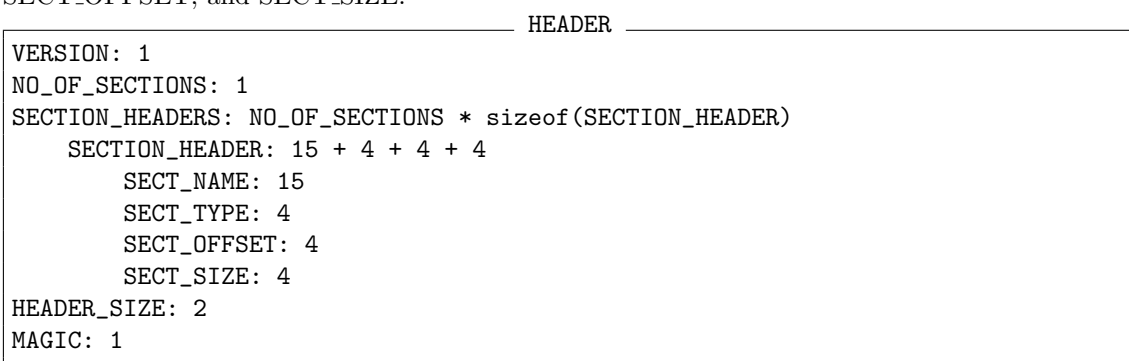 SECT_OFFSET, and SECT_SIZE.
HEADER
VERSION: 1
NO_OF_SECTIONS: 1
SECTION_HEADERS: NO_OF_SECTIONS * sizeof(SECTION_HEADER)
    SECTION_HEADER: 15 + 4 + 4 + 4
        SECT_NAME: 15
        SECT_TYPE: 4
        SECT_OFFSET: 4
        SECT_SIZE: 4
HEADER_SIZE: 2
MAGIC: 1